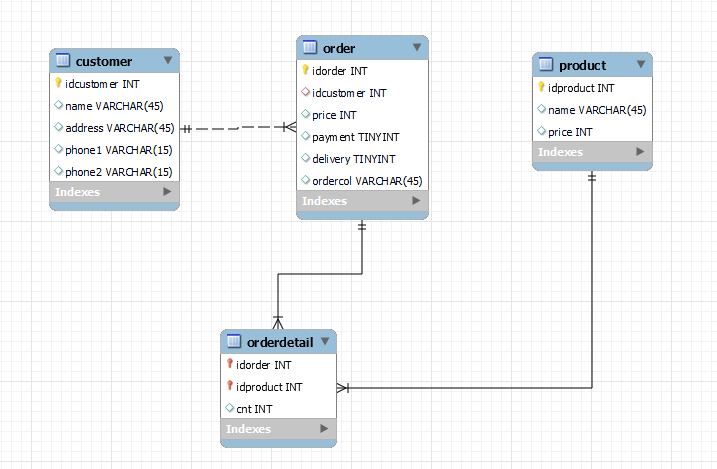 customer
idcustomer INT
name VARCHAR(45)
address VARCHAR(45)
phone1 VARCHAR(15)
phone2 VARCHAR(15)
Indexes
order
idorder INT
idcustomer INT
price INT
payment TINYINT
delivery TINYINT
ordercol VARCHAR(45)
Indexes
product
idproduct INT
name VARCHAR(45)
price INT
Indexes
orderdetail
idorder INT
idproduct INT
cnt INT
Indexes